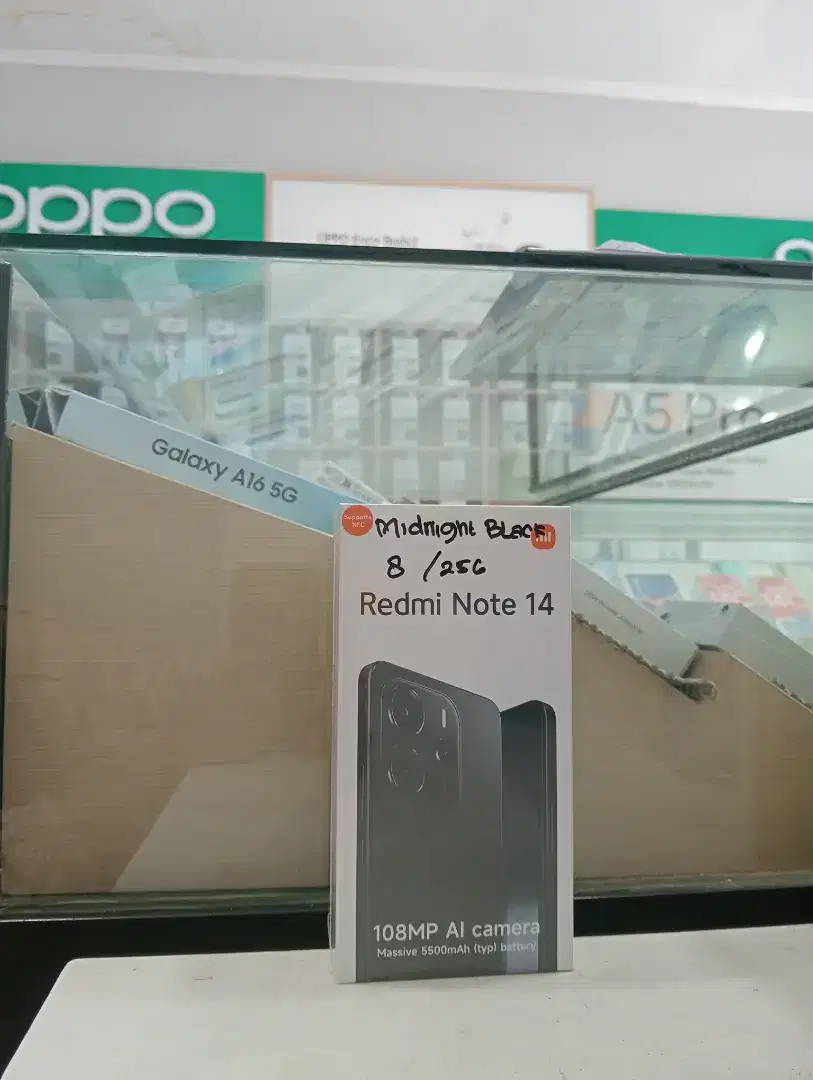 oppo
A5 Pro
Galaxy A16 5G
Supports
NFC
Midnight Black
8 /256
Redmi Note 14
108MP AI camera
Massive 5500mAh (typ) battery